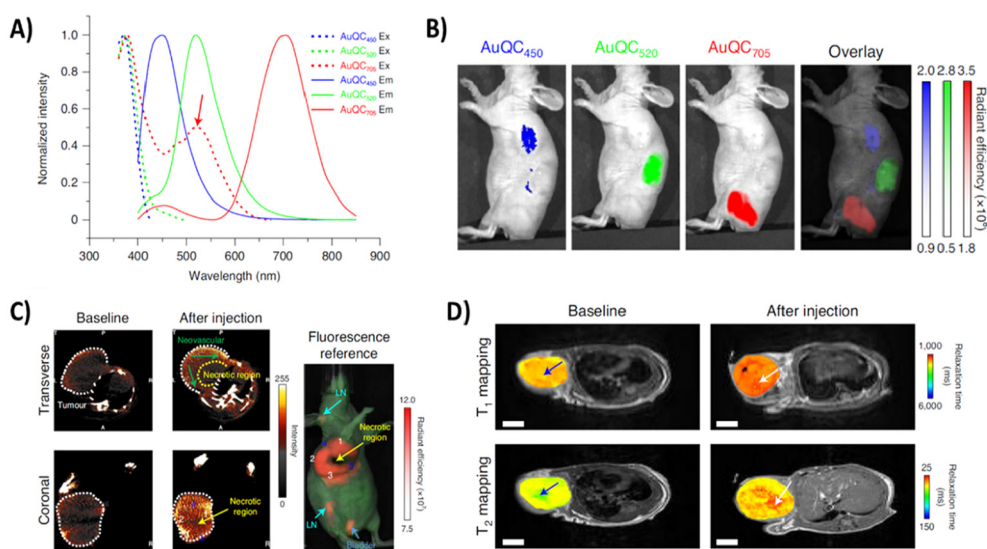 A)
Normalized intensity
1.0
0.8
0.6
0.4
0.2
0
300 400 500 600 700 800 900
Wavelength (nm)
AuQC450 Ex
AuQC520 Ex
AuQC705 Ex
AuQC450 Em
AuQC520 Em
AuQC705 Em
B)
AuQC450 AuQC520 AuQC705 Overlay
2.0 2.8 3.5
Radiant efficiency (×10⁶)
0.9 0.5 1.8
C)
Baseline After injection
Transverse
Tumour
P
R
A
Neovascular
Necrotic region
P
R
A
Coronal
Necrotic region
R
255
Intensity
0
Fluorescence
reference
LN
Necrotic
region
1
2
3
LN
Bladder
12.0
7.5
D)
Baseline After injection
T1 mapping
1,000
Relaxation time
(ms)
6,000
T2 mapping
25
Relaxation time
(ms)
150